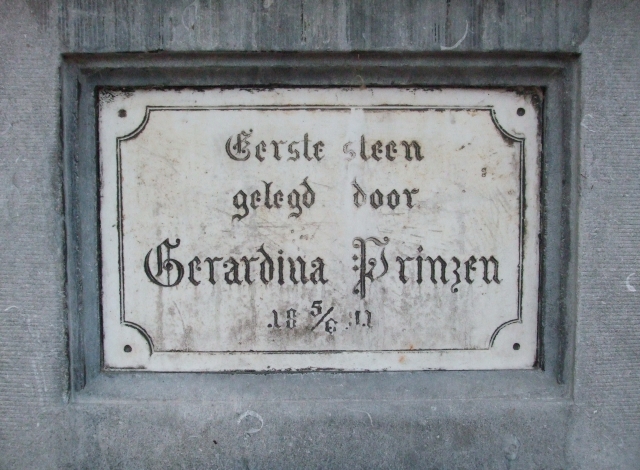 Eerste steen
gelegd door
Gerardina Prinzen
18 5/6 11